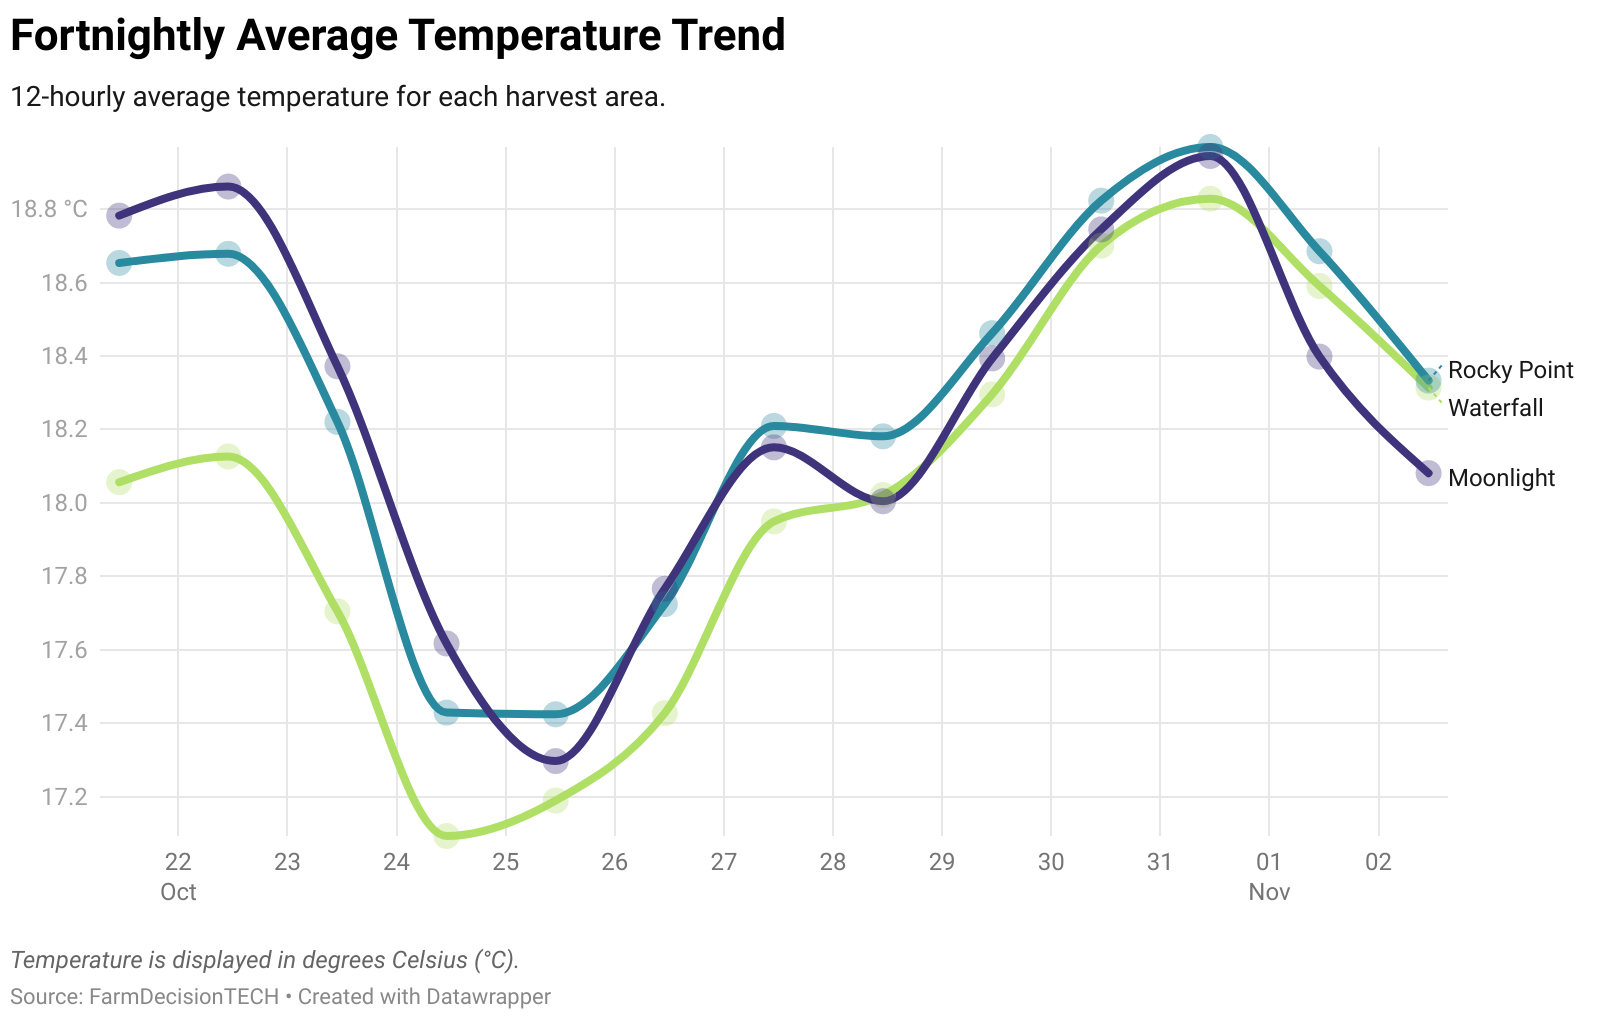 Fortnightly Average Temperature Trend
12-hourly average temperature for each harvest area.
18.8 °C
18.6
18.4
18.2
18.0
17.8
17.6
17.4
17.2
Rocky Point
Waterfall
Moonlight
22 23 24 25 26 27 28 29 30 31 01 02
Oct Nov
Temperature is displayed in degrees Celsius (°C).
Source: FarmDecisionTECH • Created with Datawrapper